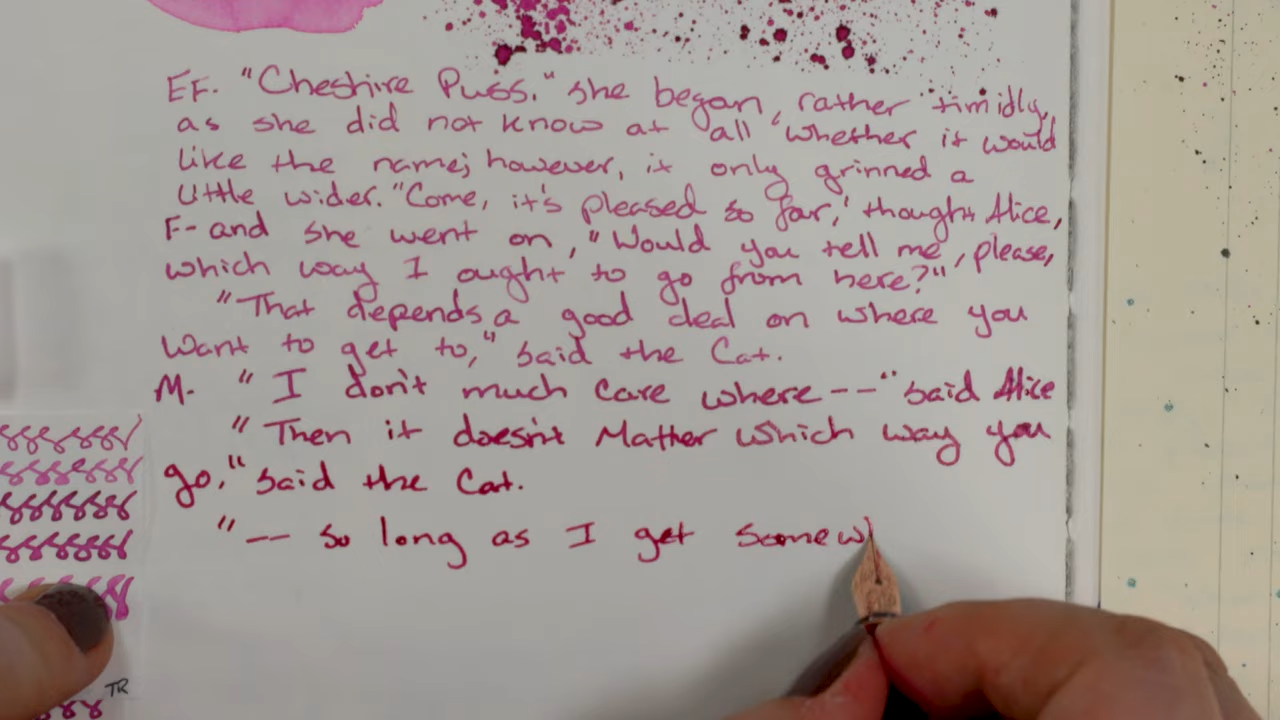 EF. "Cheshire Puss." she began, rather timidly,
as she did not know at all whether it would
like the name; however, it only grinned a
little wider. "Come, it's pleased so far,' thought Alice,
F- and she went on, "Would you tell me, please,
which way I ought to go from here?"
"That depends a good deal on where you
Want to get to," said the Cat.
M. "I don't much care where --" said Alice
"Then it doesn't Matter which way you
go," said the Cat.
"-- so long as I get somew
TR